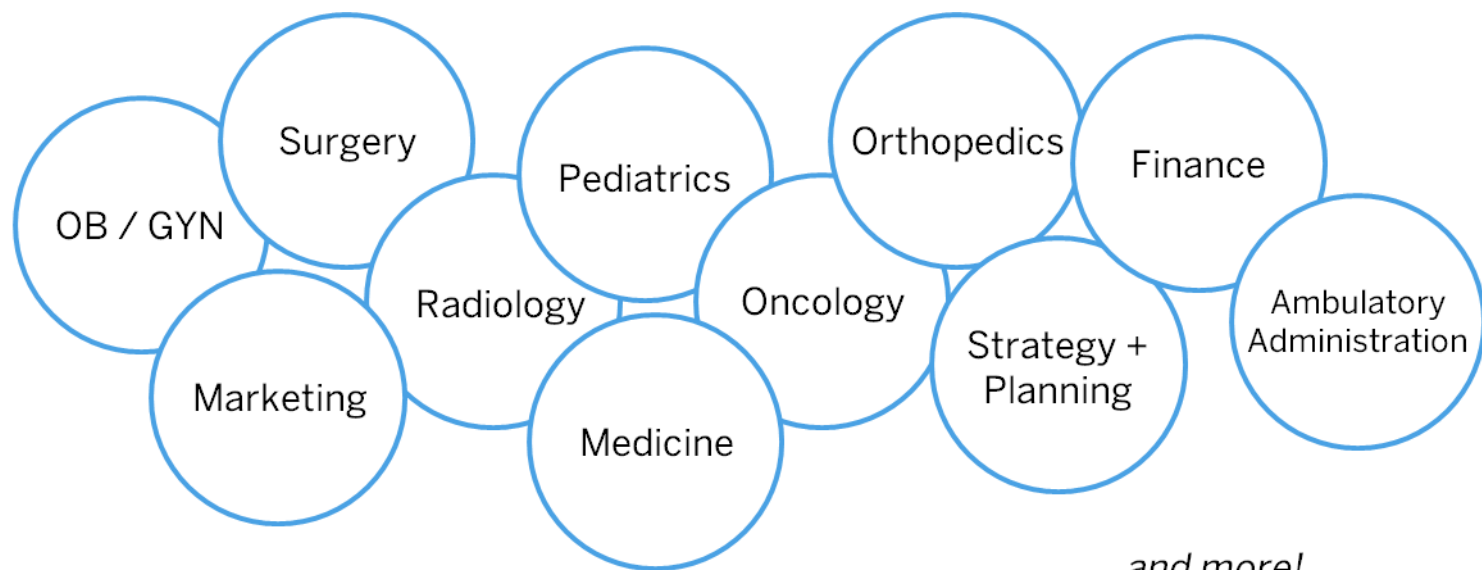 OB / GYN
Surgery
Marketing
Radiology
Pediatrics
Medicine
Oncology
Orthopedics
Strategy +
Planning
Finance
Ambulatory
Administration
and more!